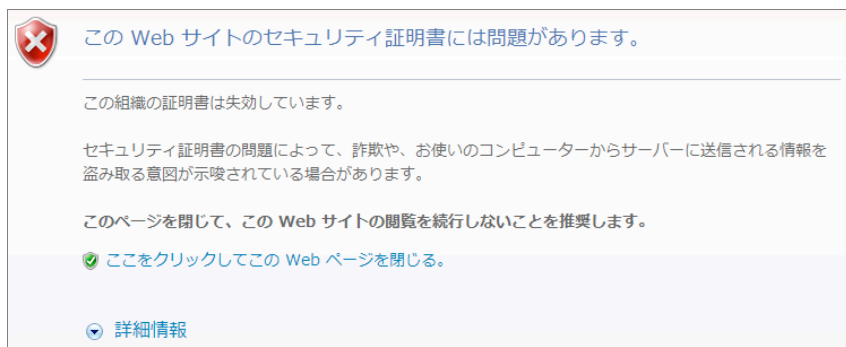 この Web サイトのセキュリティ証明書には問題があります。
この組織の証明書は失効しています。
セキュリティ証明書の問題によって、詐欺や、お使いのコンピューターからサーバーに送信される情報を
盗み取る意図が示唆されている場合があります。
このページを閉じて、この Web サイトの閲覧を続行しないことを推奨します。
ここをクリックしてこの Web ページを閉じる。
詳細情報